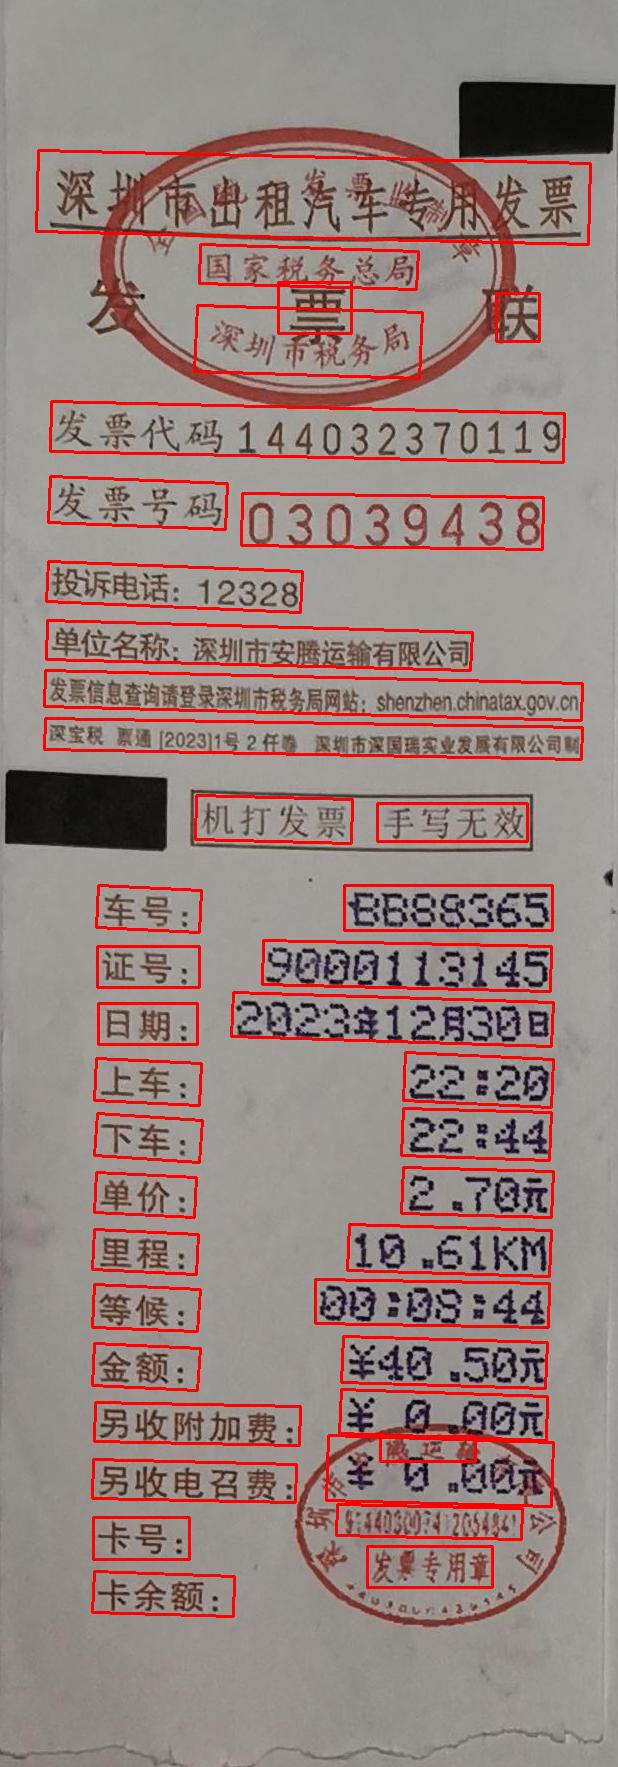 深圳市出租汽车专用发票
国家税务总局
发票联
深圳市税务局
发票代码 144032370119
发票号码 03039438
投诉电话：12328
单位名称：深圳市安腾运输有限公司
发票信息查询请登录深圳市税务局网站：shenzhen.chinatax.gov.cn
深宝税 票通 [2023]1号 2 仟卷 深圳市深国瑞实业发展有限公司制
机打发票 手写无效
车号： BB88365
证号： 9000113145
日期： 2023年12月30日
上车： 22:20
下车： 22:44
单价： 2.70元
里程： 10.61KM
等候： 00:08:44
金额： ¥40.50元
另收附加费： ¥ 0.00元
另收电召费： ¥ 0.00元
卡号： 
发票专用章
卡余额：